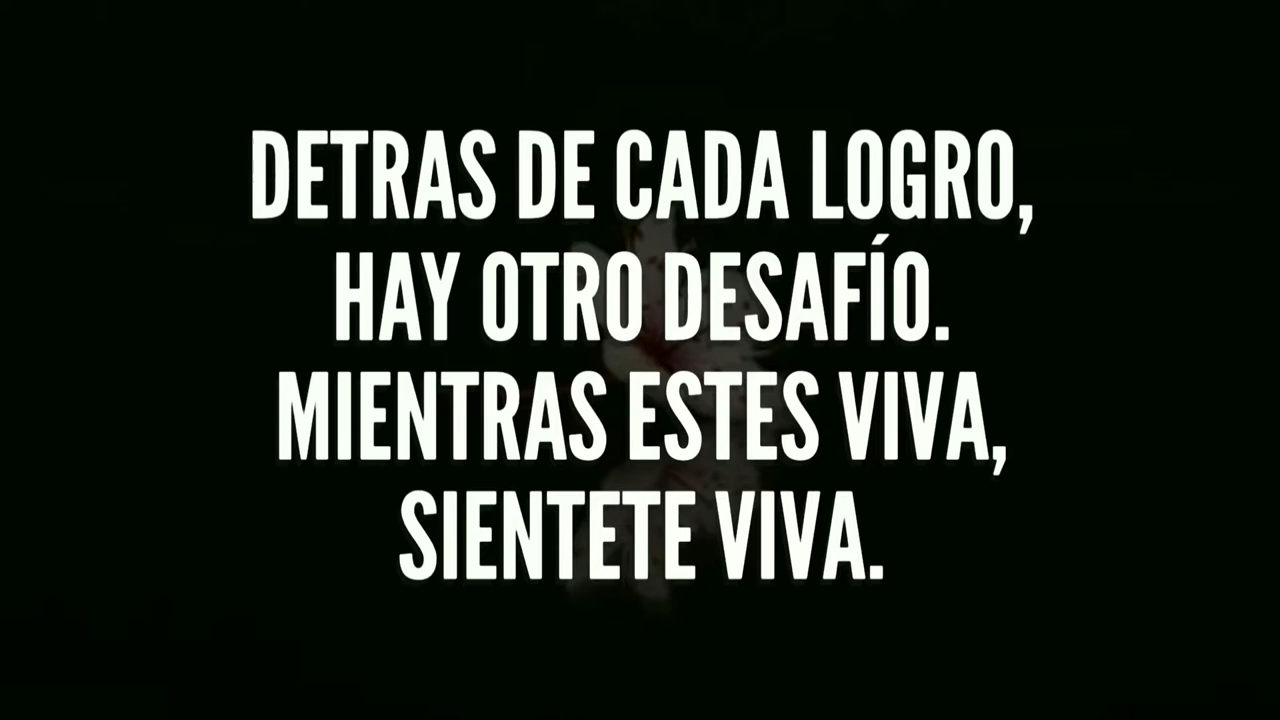 DETRAS DE CADA LOGRO,
HAY OTRO DESAFÍO.
MIENTRAS ESTES VIVA,
SIENTETE VIVA.